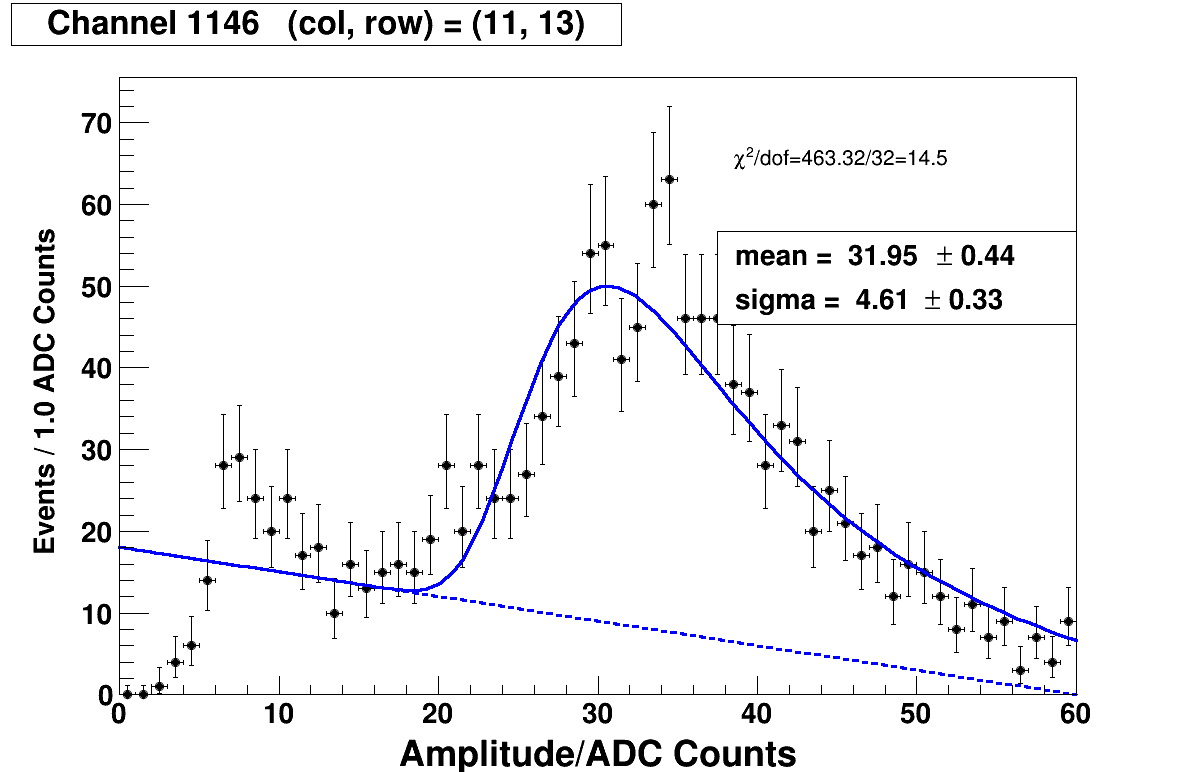 Channel 1146 (col, row) = (11, 13)
70
60
50
40
30
20
10
0
Events / 1.0 ADC Counts
χ²/dof=463.32/32=14.5
mean = 31.95 ± 0.44
sigma = 4.61 ± 0.33
0 10 20 30 40 50 60
Amplitude/ADC Counts